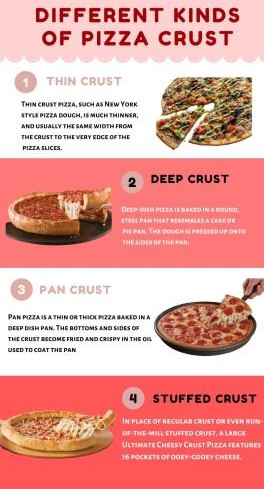 DIFFERENT KINDS
OF PIZZA CRUST
1 THIN CRUST
THIN CRUST PIZZA, SUCH AS NEW YORK
STYLE PIZZA DOUGH, IS MUCH THINNER,
AND USUALLY THE SAME WIDTH FROM
THE CRUST TO THE VERY EDGE OF THE
PIZZA SLICES.
2 DEEP CRUST
DEEP-DISH PIZZA IS BAKED IN A ROUND,
STEEL PAN THAT RESEMBLES A CAKE OR
PIE PAN. THE DOUGH IS PRESSED UP ONTO
THE SIDES OF THE PAN.
3 PAN CRUST
PAN PIZZA IS A THIN OR THICK PIZZA BAKED IN A
DEEP DISH PAN. THE BOTTOMS AND SIDES OF
THE CRUST BECOME FRIED AND CRISPY IN THE OIL
USED TO COAT THE PAN
4 STUFFED CRUST
IN PLACE OF REGULAR CRUST OR EVEN RUN-
OF-THE-MILL STUFFED CRUST, A LARGE
ULTIMATE CHEESY CRUST PIZZA FEATURES
16 POCKETS OF OOEY-GOOEY CHEESE.